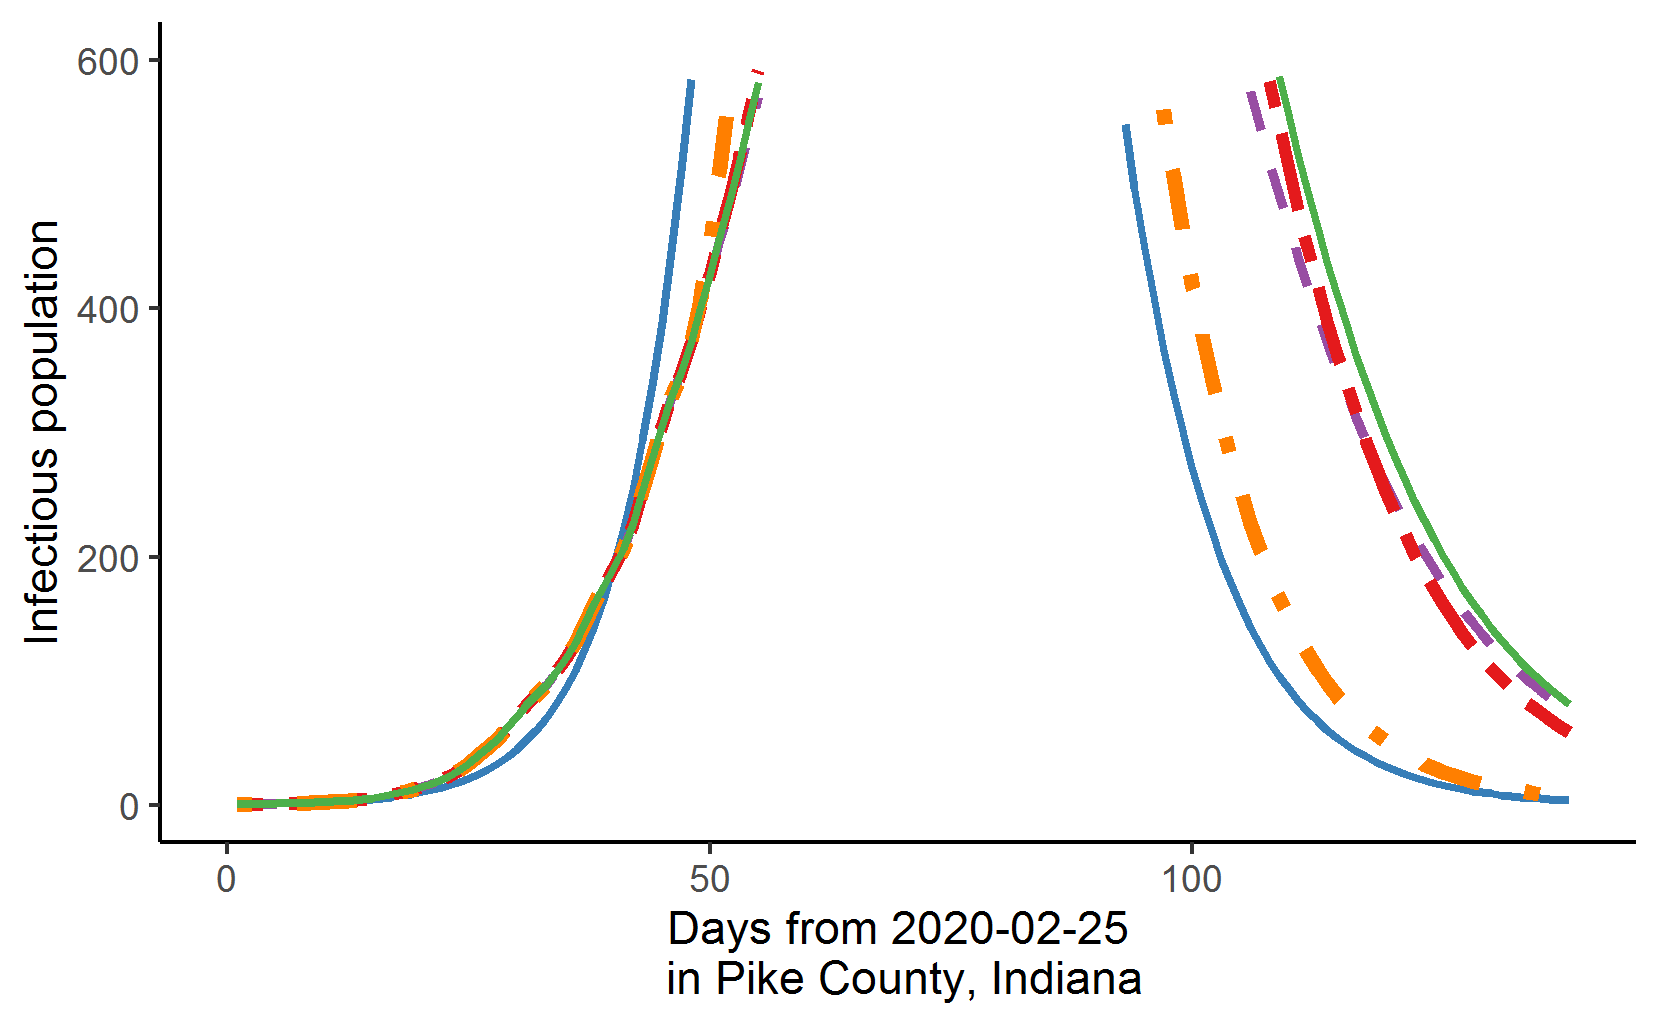 Infectious population
600
400
200
0
0 50 100
Days from 2020-02-25
in Pike County, Indiana